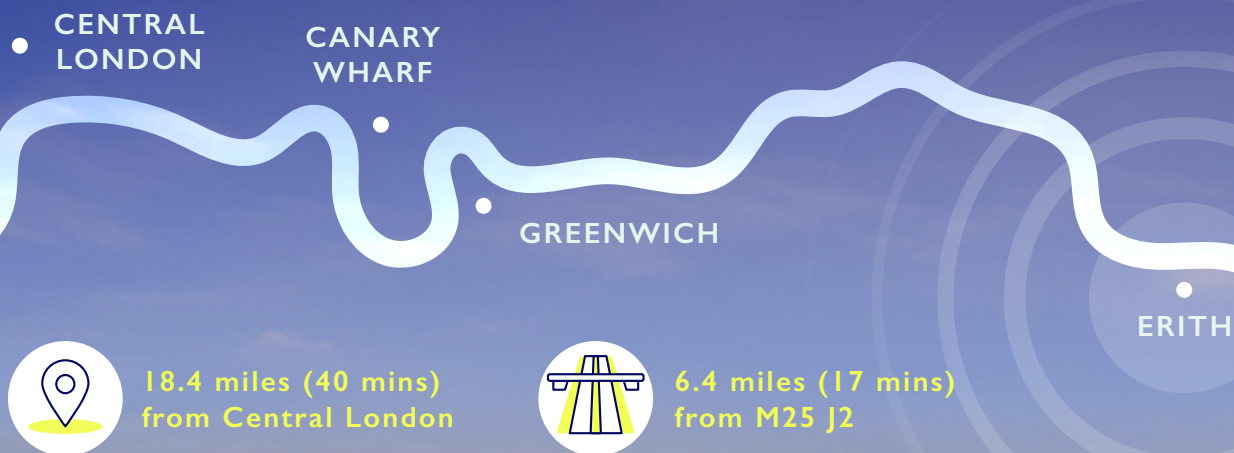 CENTRAL
LONDON
CANARY
WHARF
GREENWICH
ERITH
18.4 miles (40 mins)
from Central London
6.4 miles (17 mins)
from M25 J2